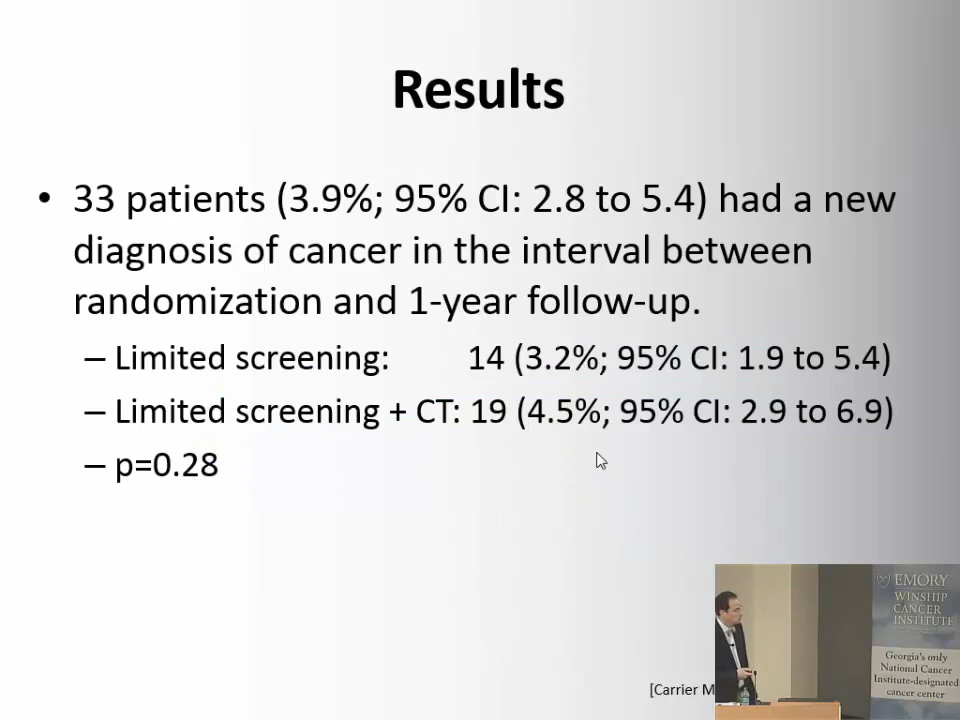 Results
• 33 patients (3.9%; 95% CI: 2.8 to 5.4) had a new
diagnosis of cancer in the interval between
randomization and 1-year follow-up.
– Limited screening: 14 (3.2%; 95% CI: 1.9 to 5.4)
– Limited screening + CT: 19 (4.5%; 95% CI: 2.9 to 6.9)
– p=0.28
[Carrier M
EMORY
WINSHIP
CANCER
INSTITUTE
Georgia's only
National Cancer
Institute-designated
cancer center